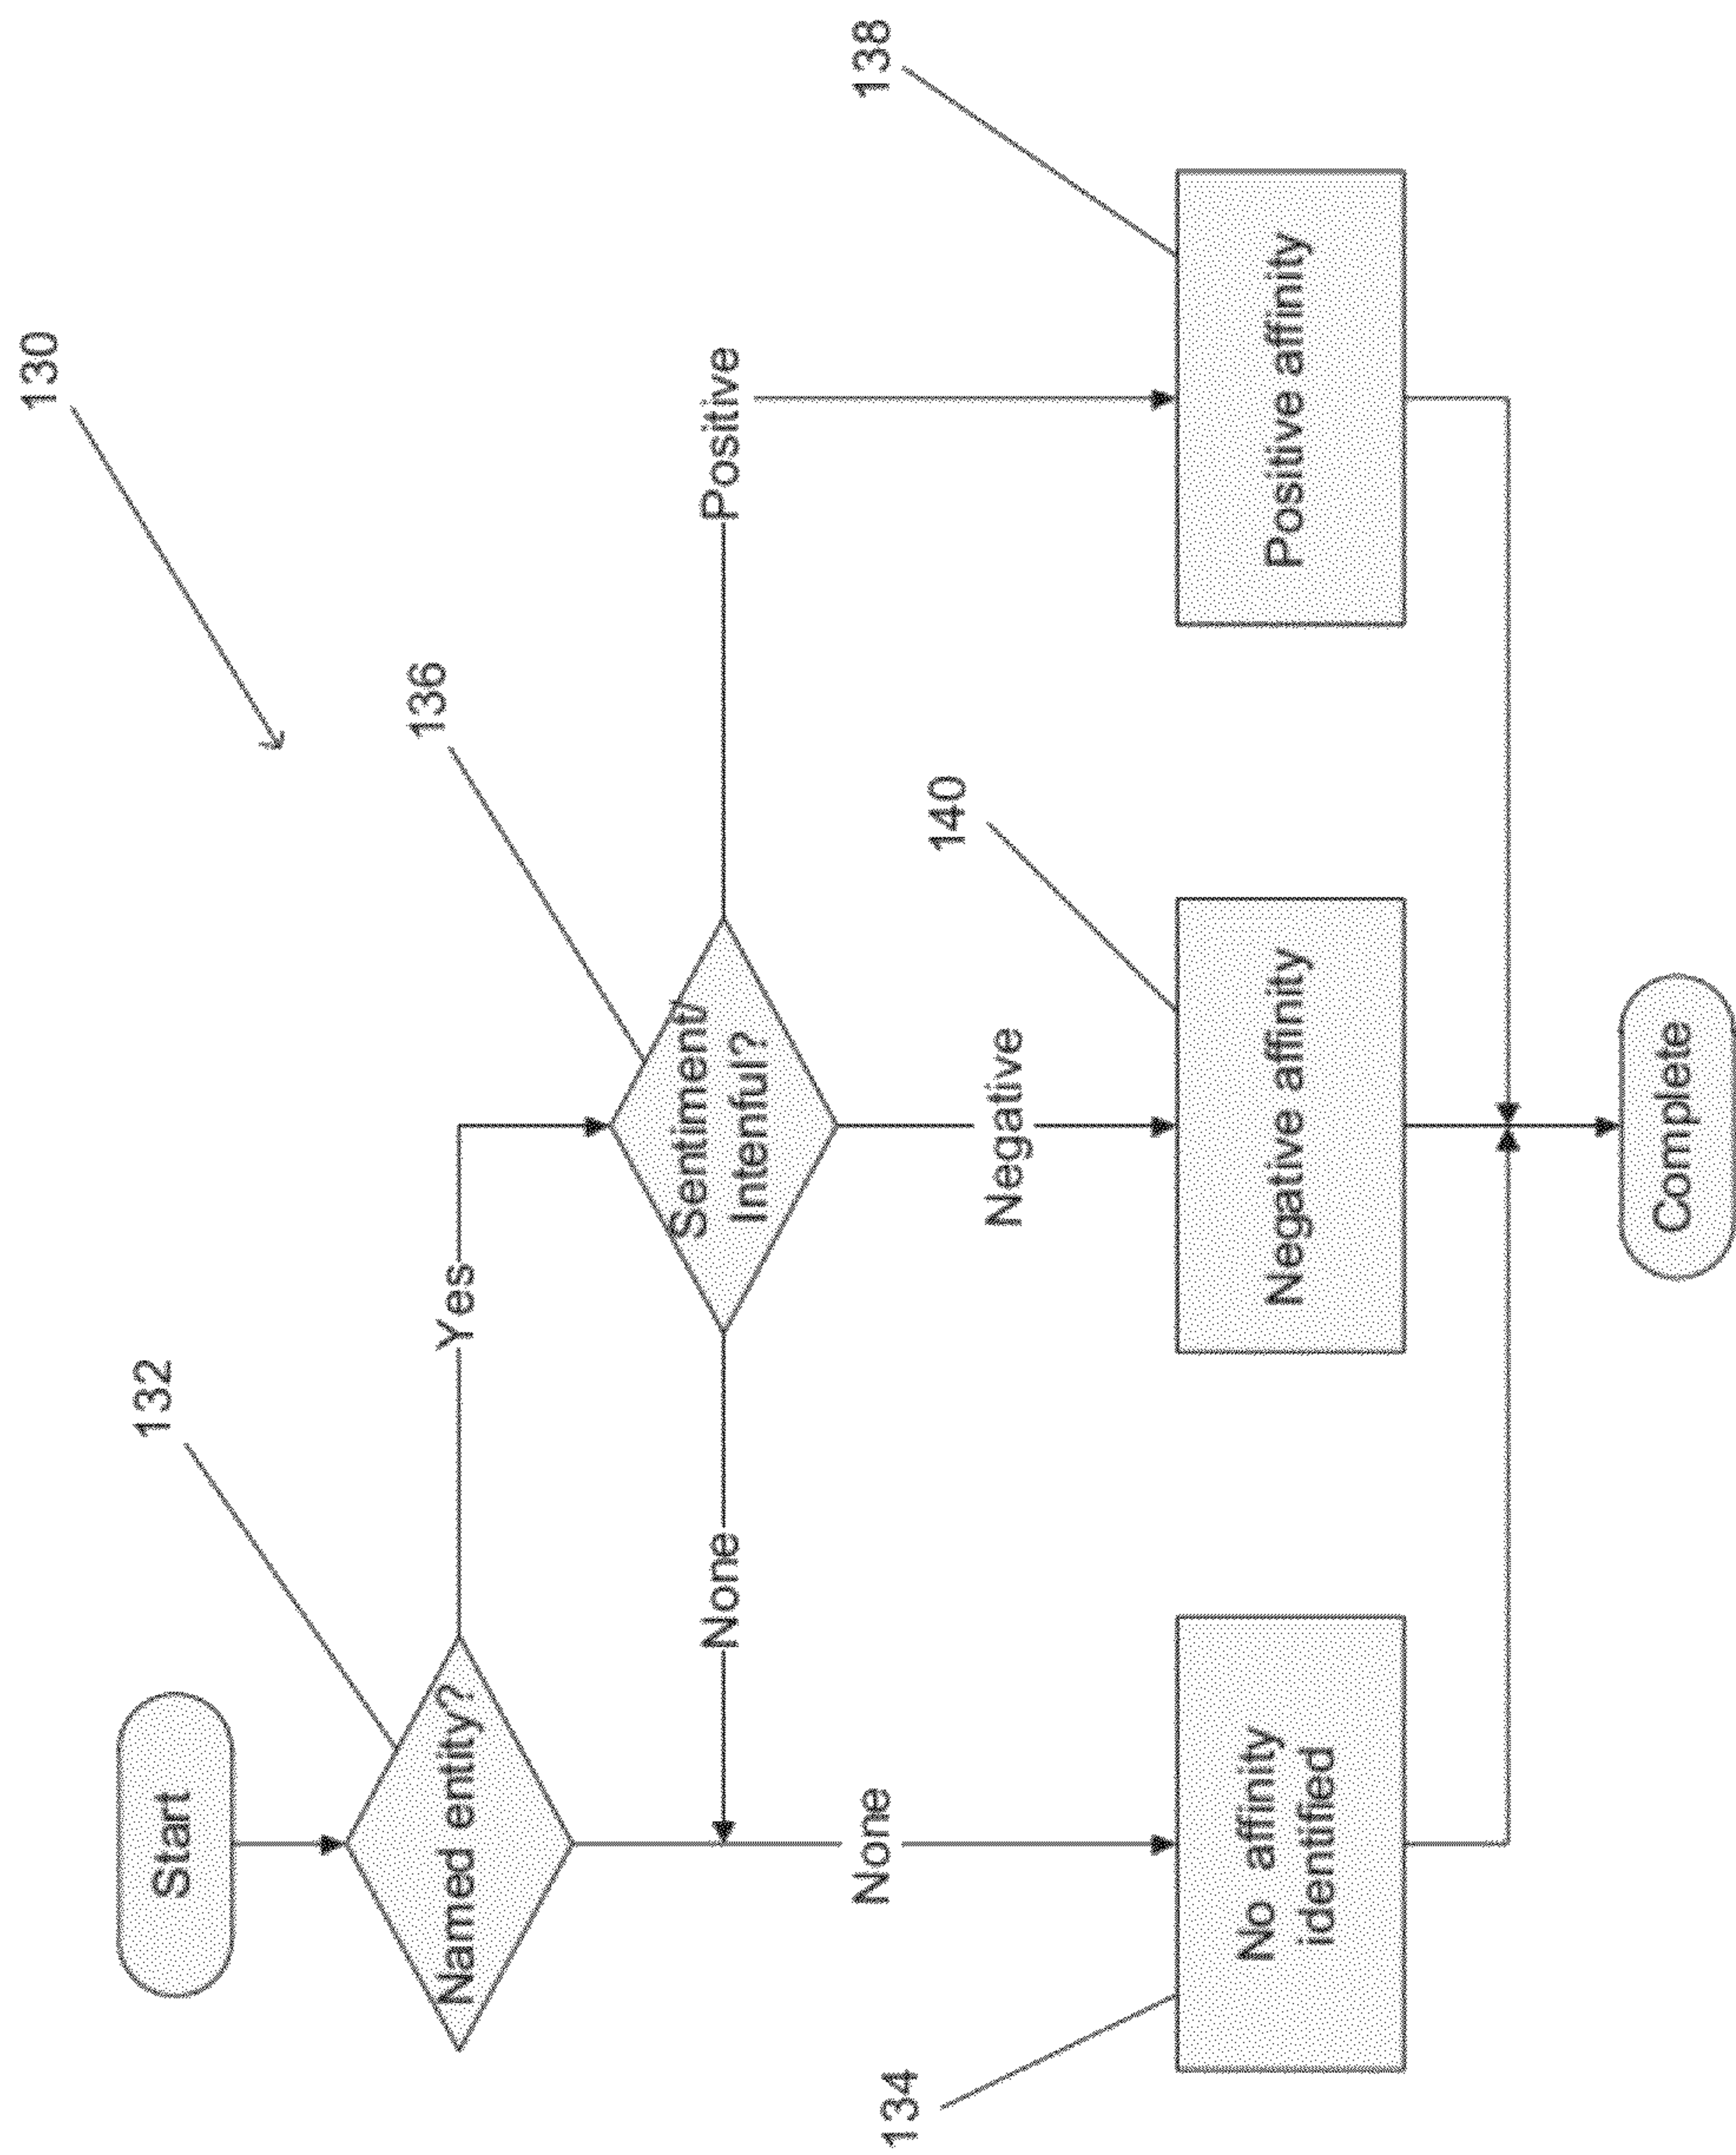 130
Start
132
Named entity?
Yes
136
Sentiment/
Intenful?
None
Positive
None
Negative
140
138
134
No affinity
identified
Negative affinity
Positive affinity
Complete